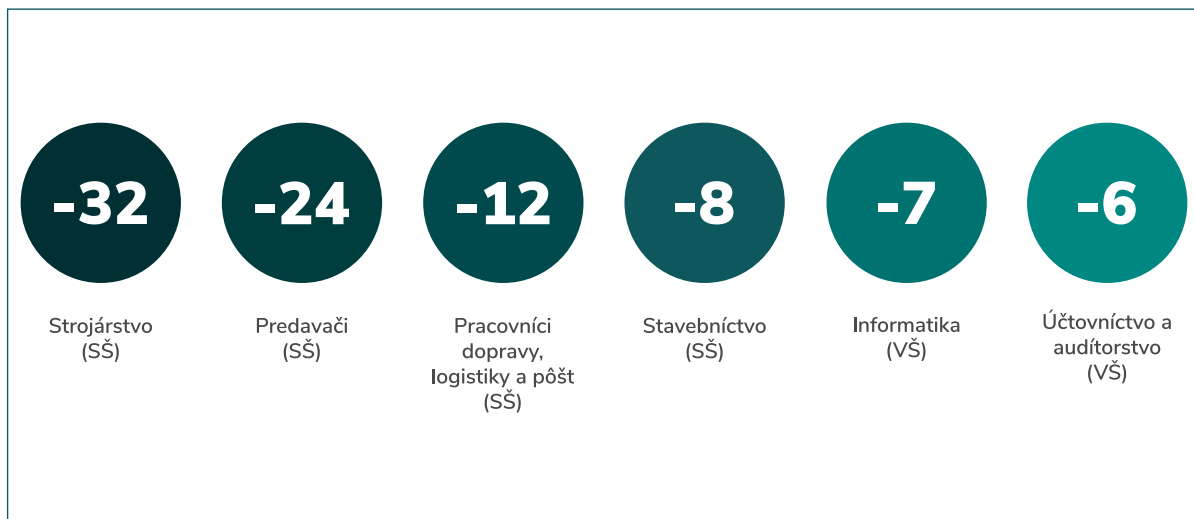 -32
-24
-12
-8
-7
-6
Strojárstvo
(SŠ)
Predavači
(SŠ)
Pracovníci
dopravy,
logistiky a pôšt
(SŠ)
Stavebníctvo
(SŠ)
Informatika
(VŠ)
Účtovníctvo a
audítorstvo
(VŠ)